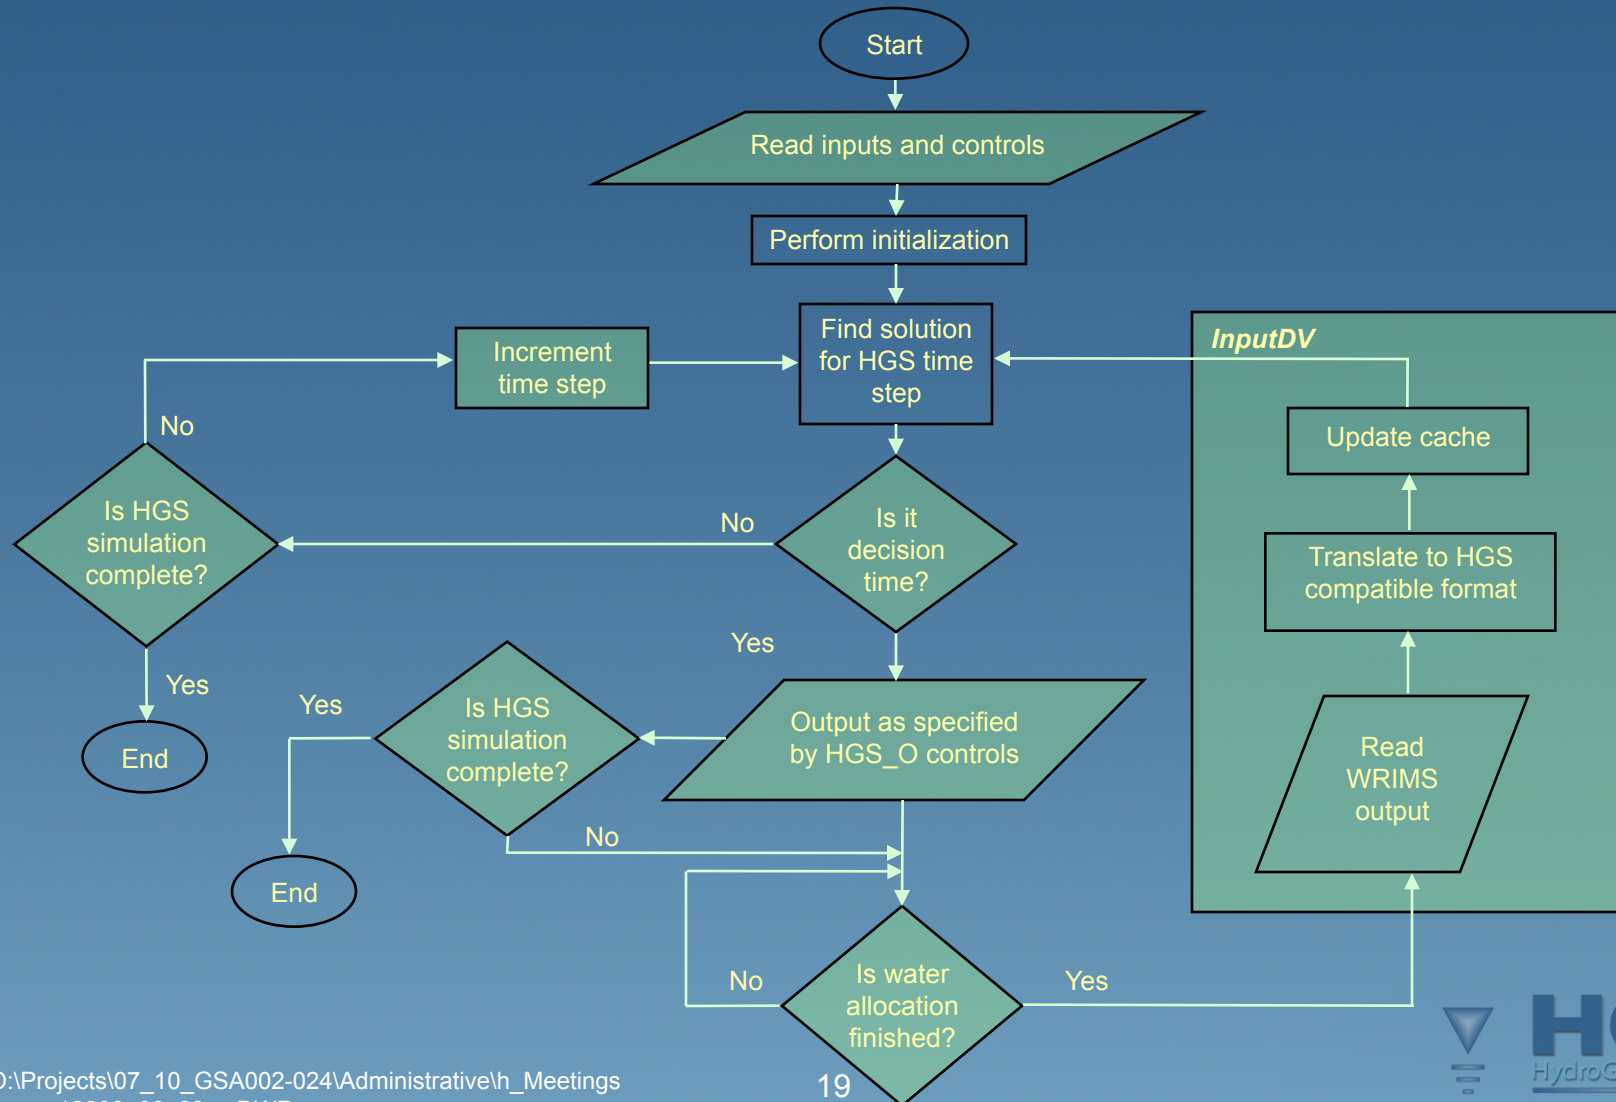 Start
Read inputs and controls
Perform initialization
Find solution
for HGS time
step
InputDV
Increment
time step
Update cache
No
Is HGS
simulation
complete?
No
Is it
decision
time?
Translate to HGS
compatible format
Yes
Yes
Yes
Is HGS
simulation
complete?
Output as specified
by HGS_O controls
End
Read
WRIMS
output
No
End
Is water
allocation
finished?
No
Yes
D:\Projects\07_10_GSA002-024\Administrative\h_Meetings
19